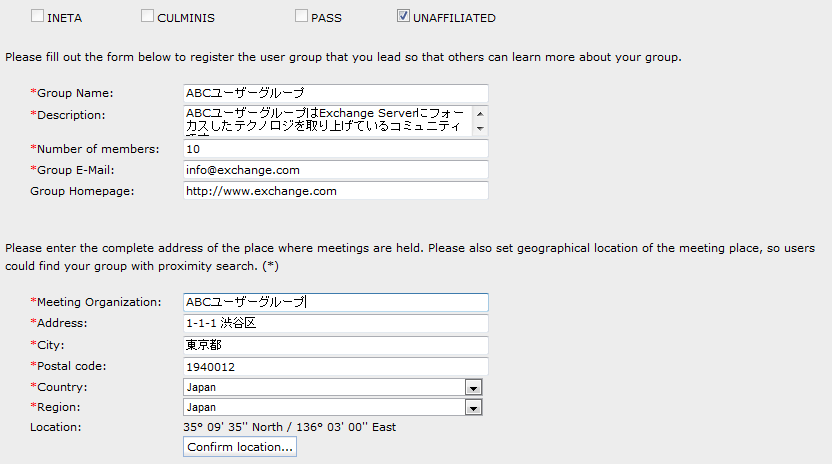 INETA CULMINIS PASS UNAFFILIATED
Please fill out the form below to register the user group that you lead so that others can learn more about your group.
*Group Name: ABCユーザーグループ
*Description: ABCユーザーグループはExchange Serverにフォー
カスしたテクノロジを取り上げているコミュニティ
*Number of members: 10
*Group E-Mail: info@exchange.com
Group Homepage: http://www.exchange.com
Please enter the complete address of the place where meetings are held. Please also set geographical location of the meeting place, so users
could find your group with proximity search. (*)
*Meeting Organization: ABCユーザーグループ
*Address: 1-1-1 渋谷区
*City: 東京都
*Postal code: 1940012
*Country: Japan
*Region: Japan
Location: 35° 09' 35'' North / 136° 03' 00'' East
Confirm location...